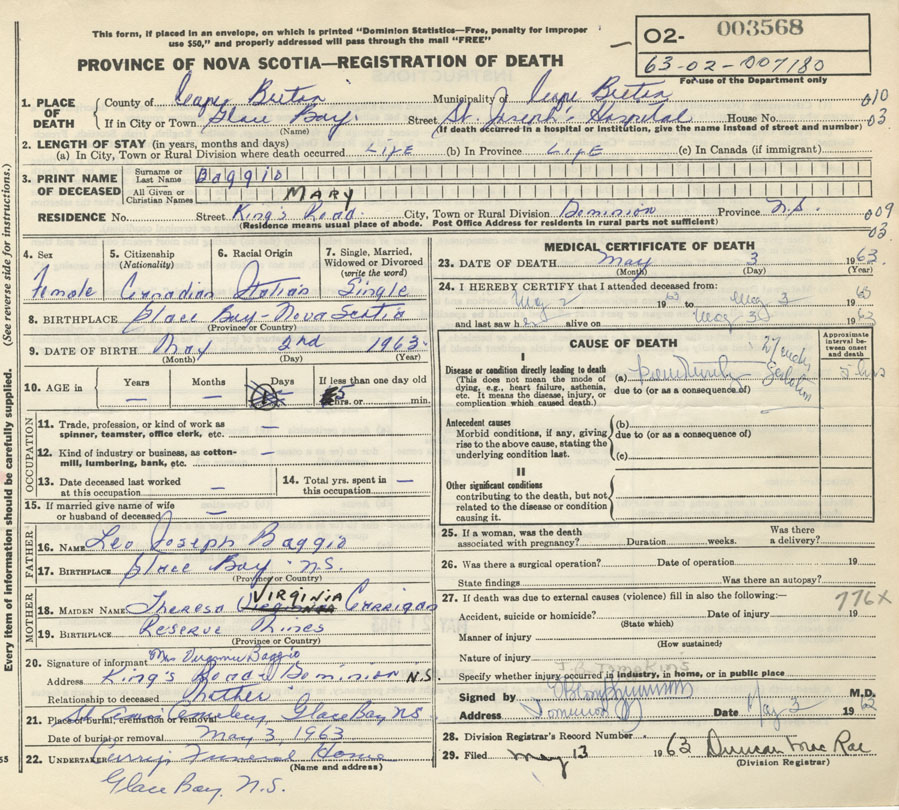 This form, if placed in an envelope, on which is printed "Dominion Statistics—Free, penalty for improper
use $50," and properly addressed will pass through the mail "FREE"
PROVINCE OF NOVA SCOTIA—REGISTRATION OF DEATH
02- 003568
63-02-007180
For use of the Department only
1. PLACE OF DEATH { County of Cape Breton Municipality of Cape Breton 010
If in City or Town Glace Bay. Street St. Joseph's Hospital House No. 03
(Name) (If death occurred in a hospital or institution, give the name instead of street and number)
2. LENGTH OF STAY (in years, months and days)
(a) In City, Town or Rural Division where death occurred LIFE (b) In Province LIFE (c) In Canada (if immigrant)
3. PRINT NAME OF DECEASED { Surname or Last Name Baggio
All Given or Christian Names MARY
RESIDENCE No. Street King's Road City, Town or Rural Division Dominion Province N.S. 009
(Residence means usual place of abode. Post Office Address for residents in rural parts not sufficient) 03
4. Sex 5. Citizenship (Nationality) 6. Racial Origin 7. Single, Married, Widowed or Divorced (write the word)
Female Canadian Italian Single
8. BIRTHPLACE Glace Bay - Nova Scotia
(Province or Country)
9. DATE OF BIRTH May 2nd 1963.
(Month) (Day) (Year)
10. AGE in { Years Months Days If less than one day old
— — 5 hrs. or min.
OCCUPATION
11. Trade, profession, or kind of work as spinner, teamster, office clerk, etc. —
12. Kind of industry or business, as cotton-mill, lumbering, bank, etc. —
13. Date deceased last worked at this occupation — 14. Total yrs. spent in this occupation —
15. If married give name of wife or husband of deceased —
FATHER
16. NAME Leo Joseph Baggio
17. BIRTHPLACE Glace Bay N.S.
(Province or Country)
MOTHER
VIRGINIA
18. MAIDEN NAME Theresa Carrigan
19. BIRTHPLACE Reserve Mines
(Province or Country)
20. Signature of informant Mrs Baggio
Address King's Road Dominion N.S
Relationship to deceased Mother
21. Place of burial, cremation or removal Cemetery Glace Bay NS
Date of burial or removal May 3, 1963
22. UNDERTAKER Funeral Home
(Name and address)
Glace Bay, N.S.
MEDICAL CERTIFICATE OF DEATH
23. DATE OF DEATH May 3 1963.
(Month) (Day) (Year)
24. I HEREBY CERTIFY that I attended deceased from:
May 2 1963 to May 3 1963
and last saw her alive on May 3 1963
CAUSE OF DEATH
Approximate interval between onset and death
I
Disease or condition directly leading to death
(This does not mean the mode of dying, e.g., heart failure, asthenia, etc. It means the disease, injury, or complication which caused death.)
(a) prematurity 5 hrs
due to (or as a consequence of)
Antecedent causes
Morbid conditions, if any, giving rise to the above cause, stating the underlying condition last.
(b)
due to (or as a consequence of)
(c)
II
Other significant conditions
contributing to the death, but not related to the disease or condition causing it.
25. If a woman, was the death associated with pregnancy? Duration weeks. Was there a delivery?
26. Was there a surgical operation? Date of operation 19
State findings Was there an autopsy?
27. If death was due to external causes (violence) fill in also the following:— 776X
Accident, suicide or homicide? Date of injury 19
(State which)
Manner of injury
(How sustained)
Nature of injury
Specify whether injury occurred in industry, in home, or in public place
Signed by M.D.
Address Dominion Date May 3 196
28. Division Registrar's Record Number
29. Filed May 13 1963 Duncan MacRae
(Division Registrar)
Every item of information should be carefully supplied. (See reverse side for instructions.)
55